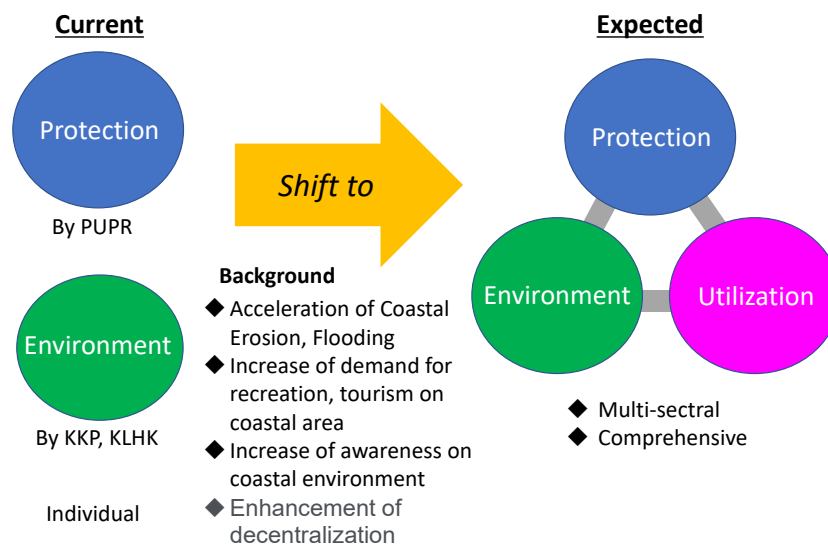 Current
Protection
By PUPR
Environment
By KKP, KLHK
Individual
Shift to
Background
◆ Acceleration of Coastal
Erosion, Flooding
◆ Increase of demand for
recreation, tourism on
coastal area
◆ Increase of awareness on
coastal environment
◆ Enhancement of
decentralization
Expected
Protection
Environment
Utilization
◆ Multi-sectral
◆ Comprehensive